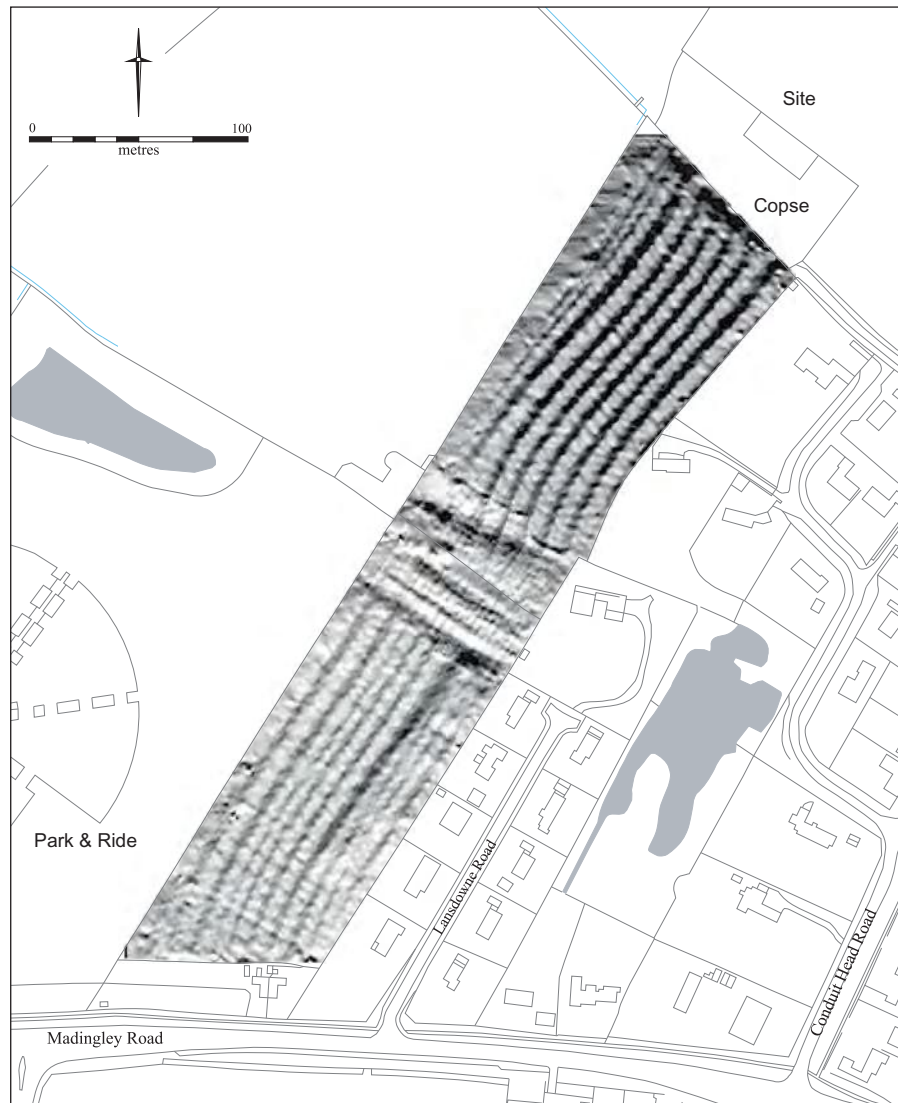 0 100
metres
Site
Copse
Park & Ride
Lansdowne Road
Conduit Head Road
Madingley Road